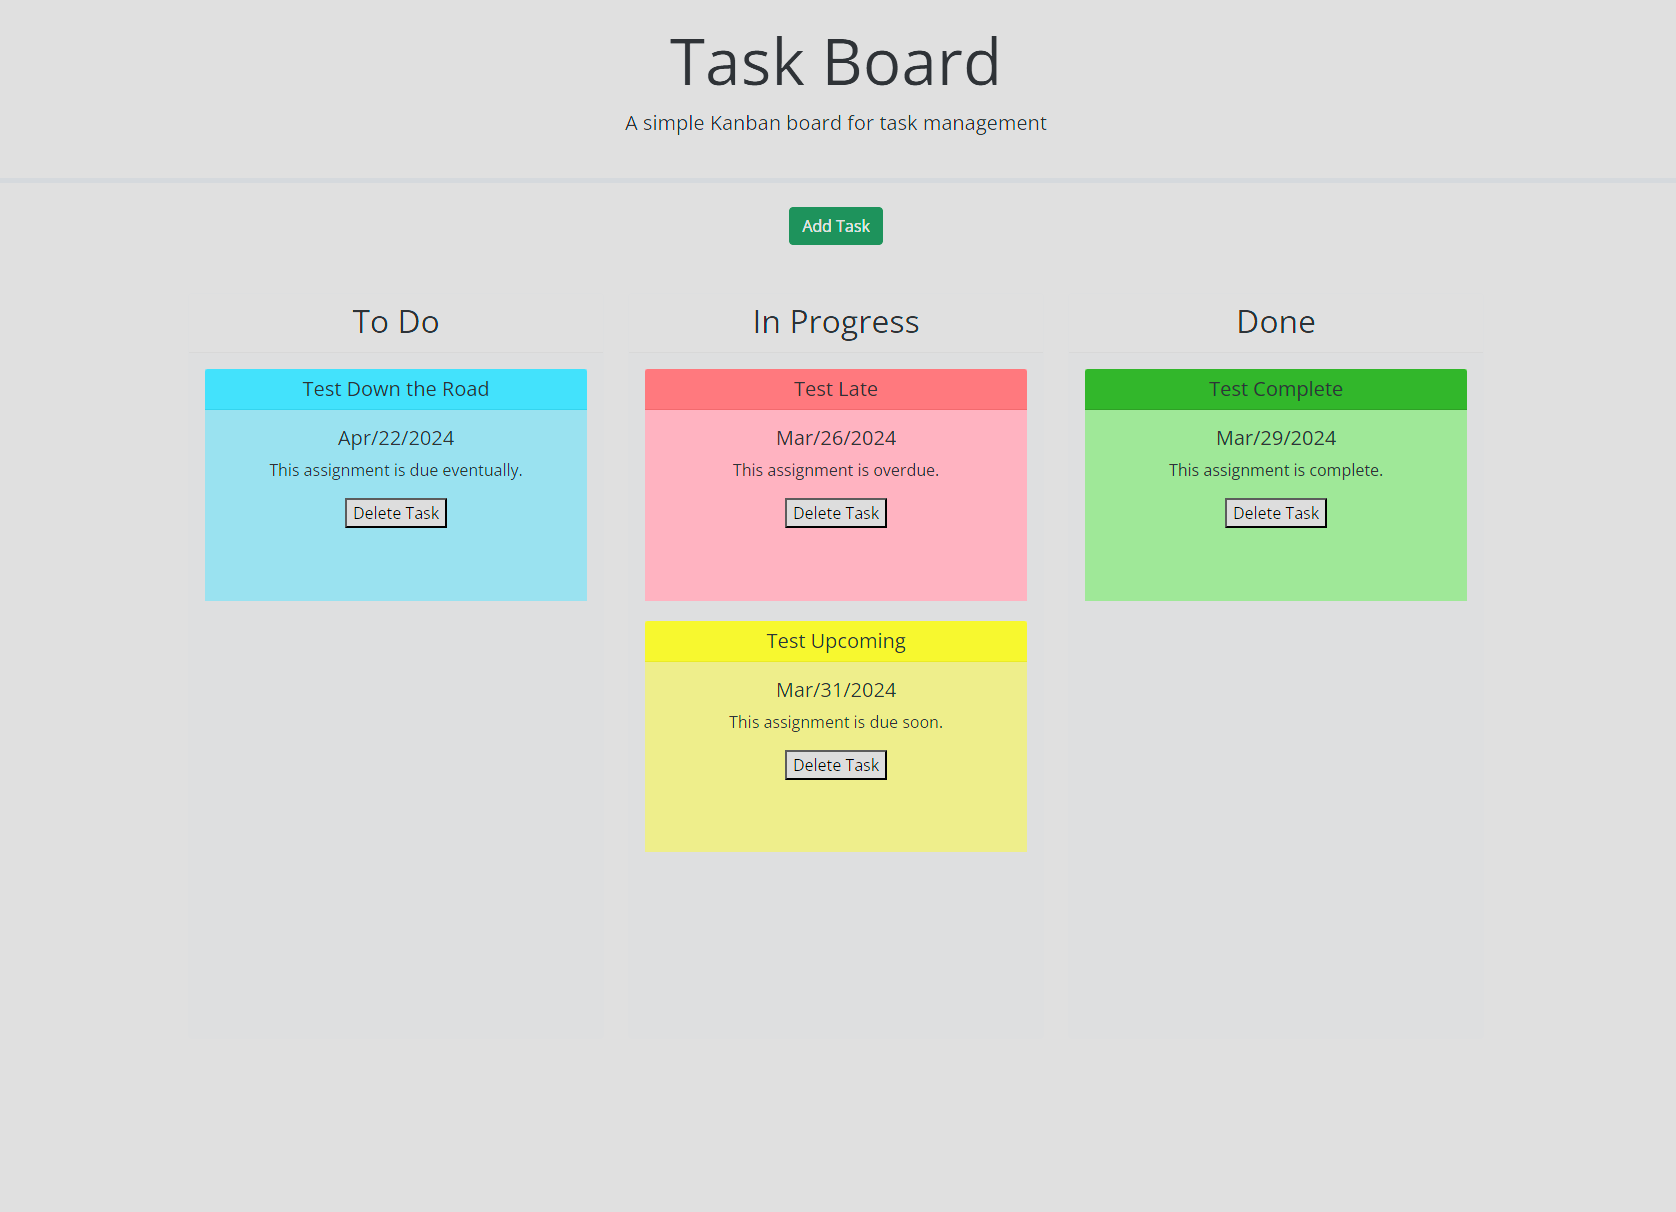 Task Board
A simple Kanban board for task management
Add Task
To Do
Test Down the Road
Apr/22/2024
This assignment is due eventually.
Delete Task
In Progress
Test Late
Mar/26/2024
This assignment is overdue.
Delete Task
Test Upcoming
Mar/31/2024
This assignment is due soon.
Delete Task
Done
Test Complete
Mar/29/2024
This assignment is complete.
Delete Task